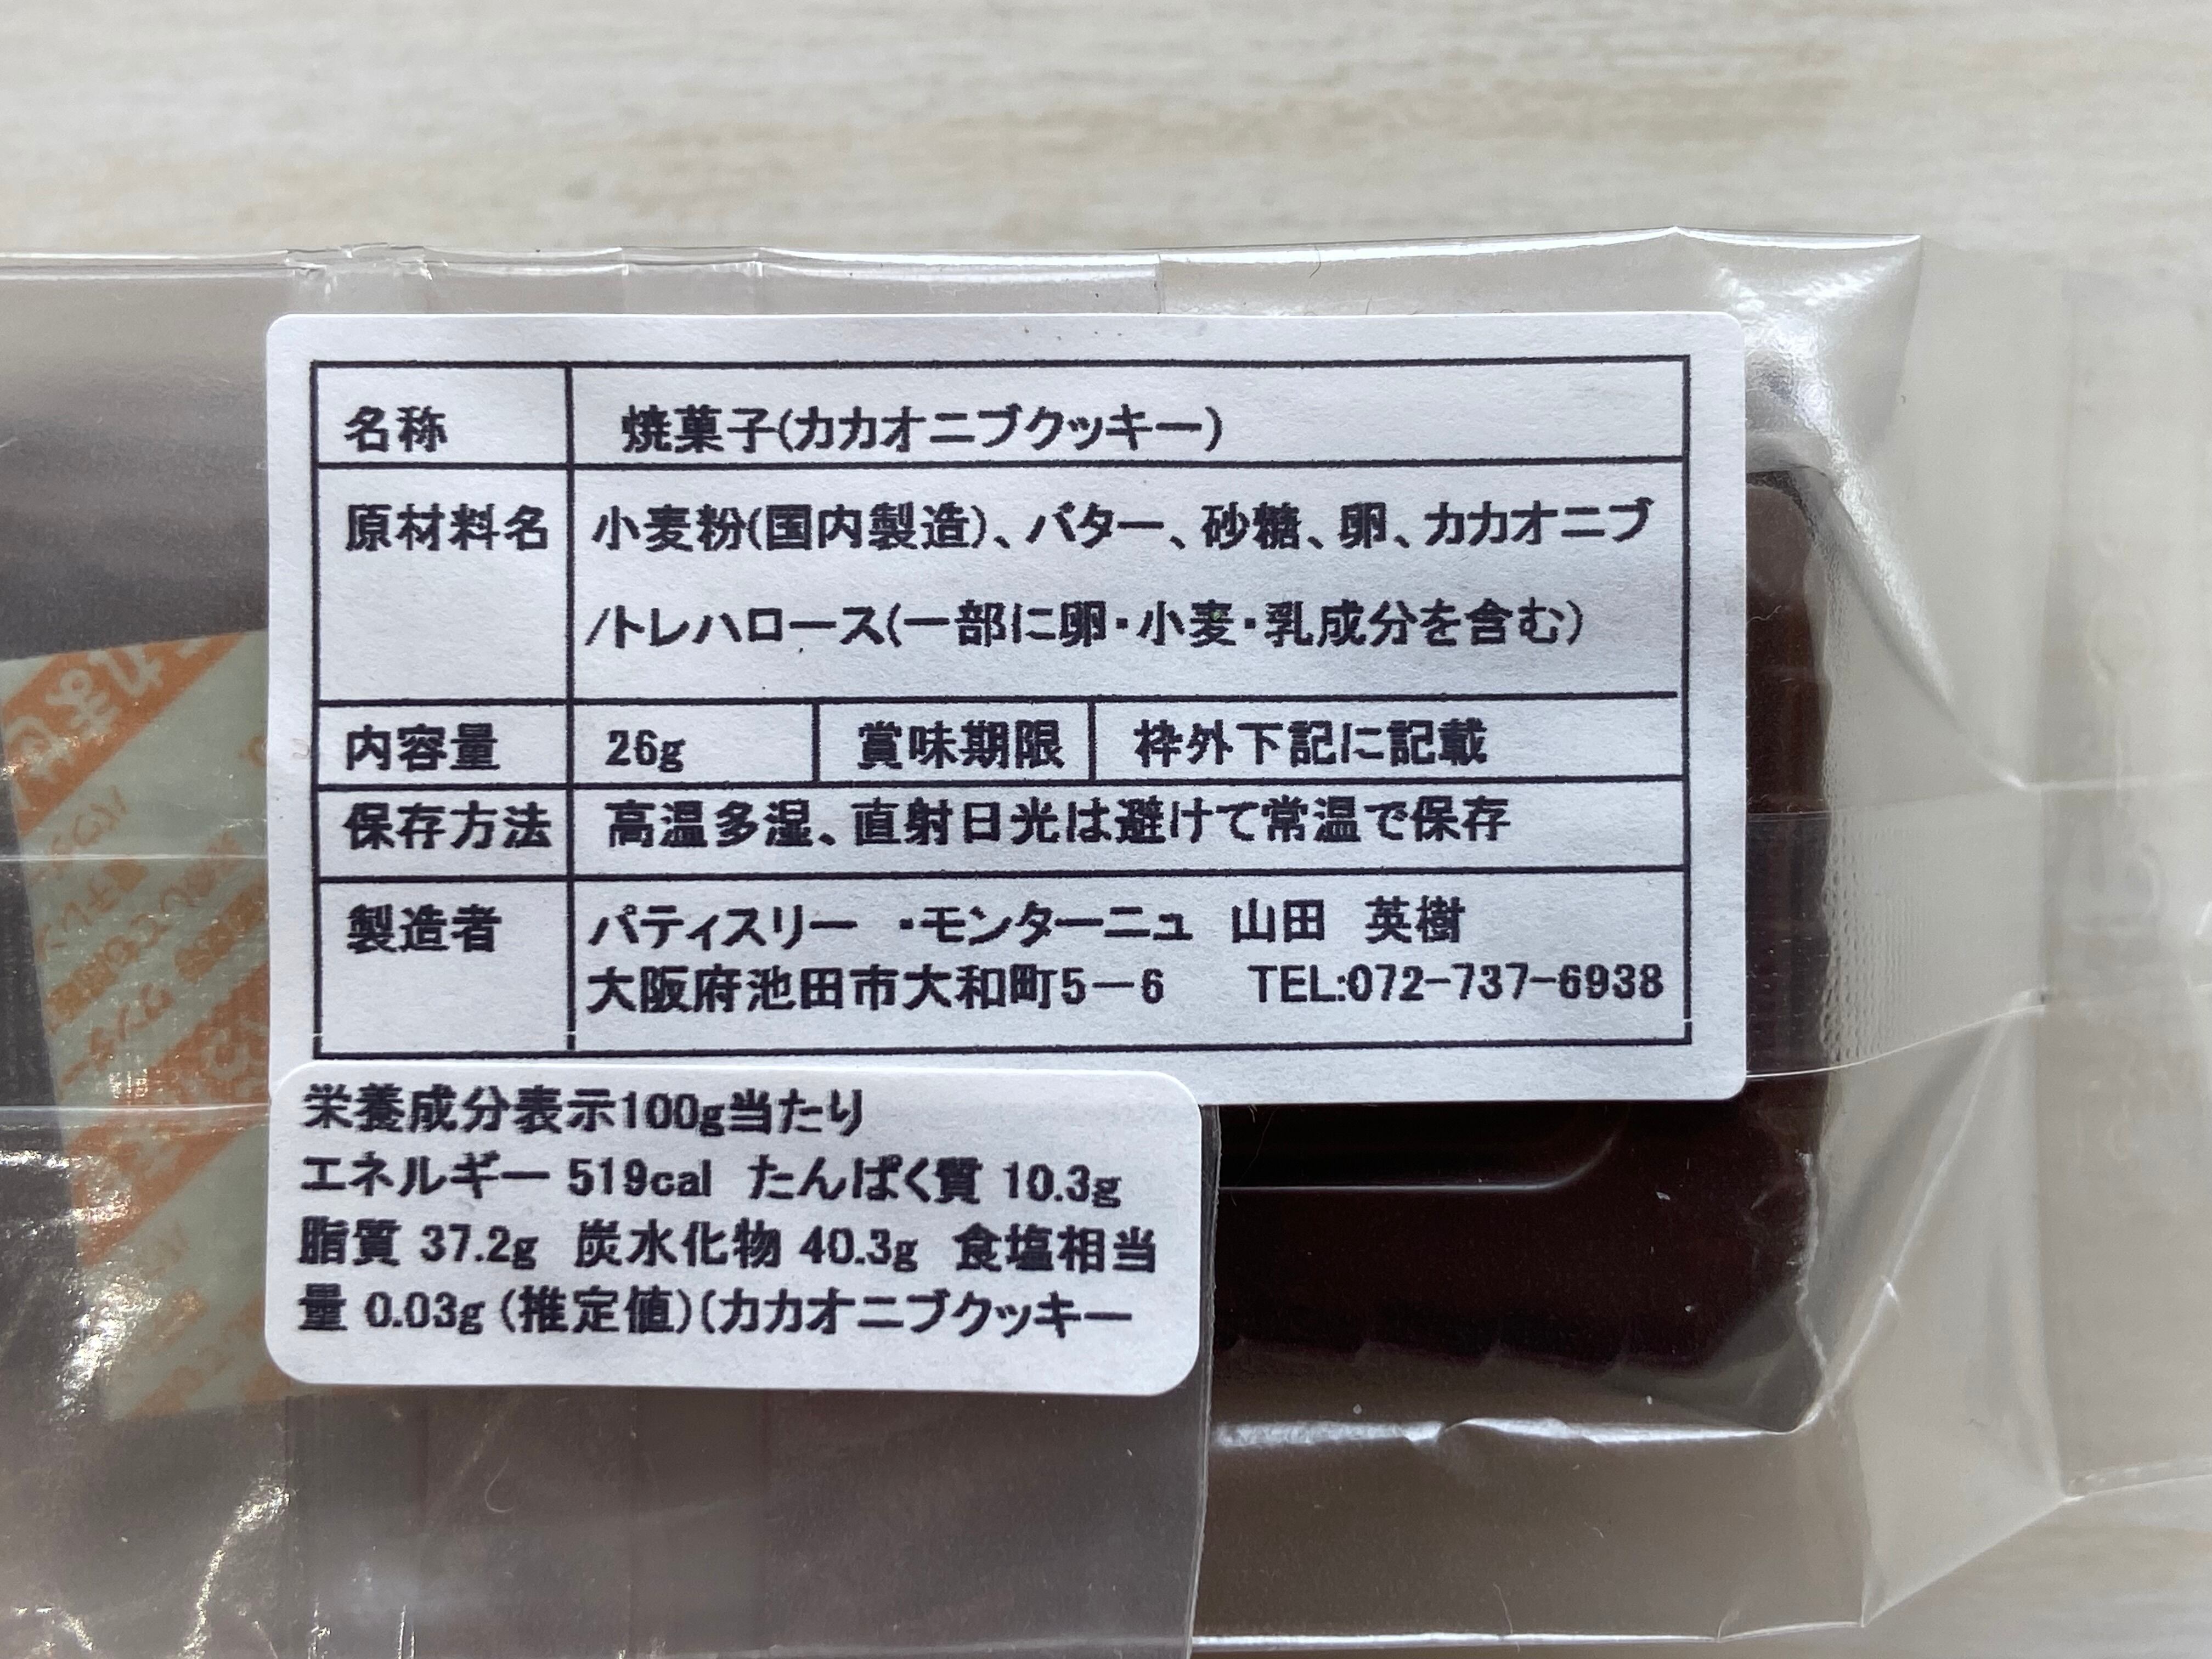 名称 焼菓子(カカオニブクッキー)
原材料名 小麦粉(国内製造)、バター、砂糖、卵、カカオニブ
/トレハロース(一部に卵・小麦・乳成分を含む)
内容量 26g 賞味期限 枠外下記に記載
保存方法 高温多湿、直射日光は避けて常温で保存
製造者 パティスリー ・モンターニュ 山田 英樹
大阪府池田市大和町5－6 TEL:072-737-6938
栄養成分表示100g当たり
エネルギー 519cal たんぱく質 10.3g
脂質 37.2g 炭水化物 40.3g 食塩相当
量 0.03g (推定値)(カカオニブクッキー